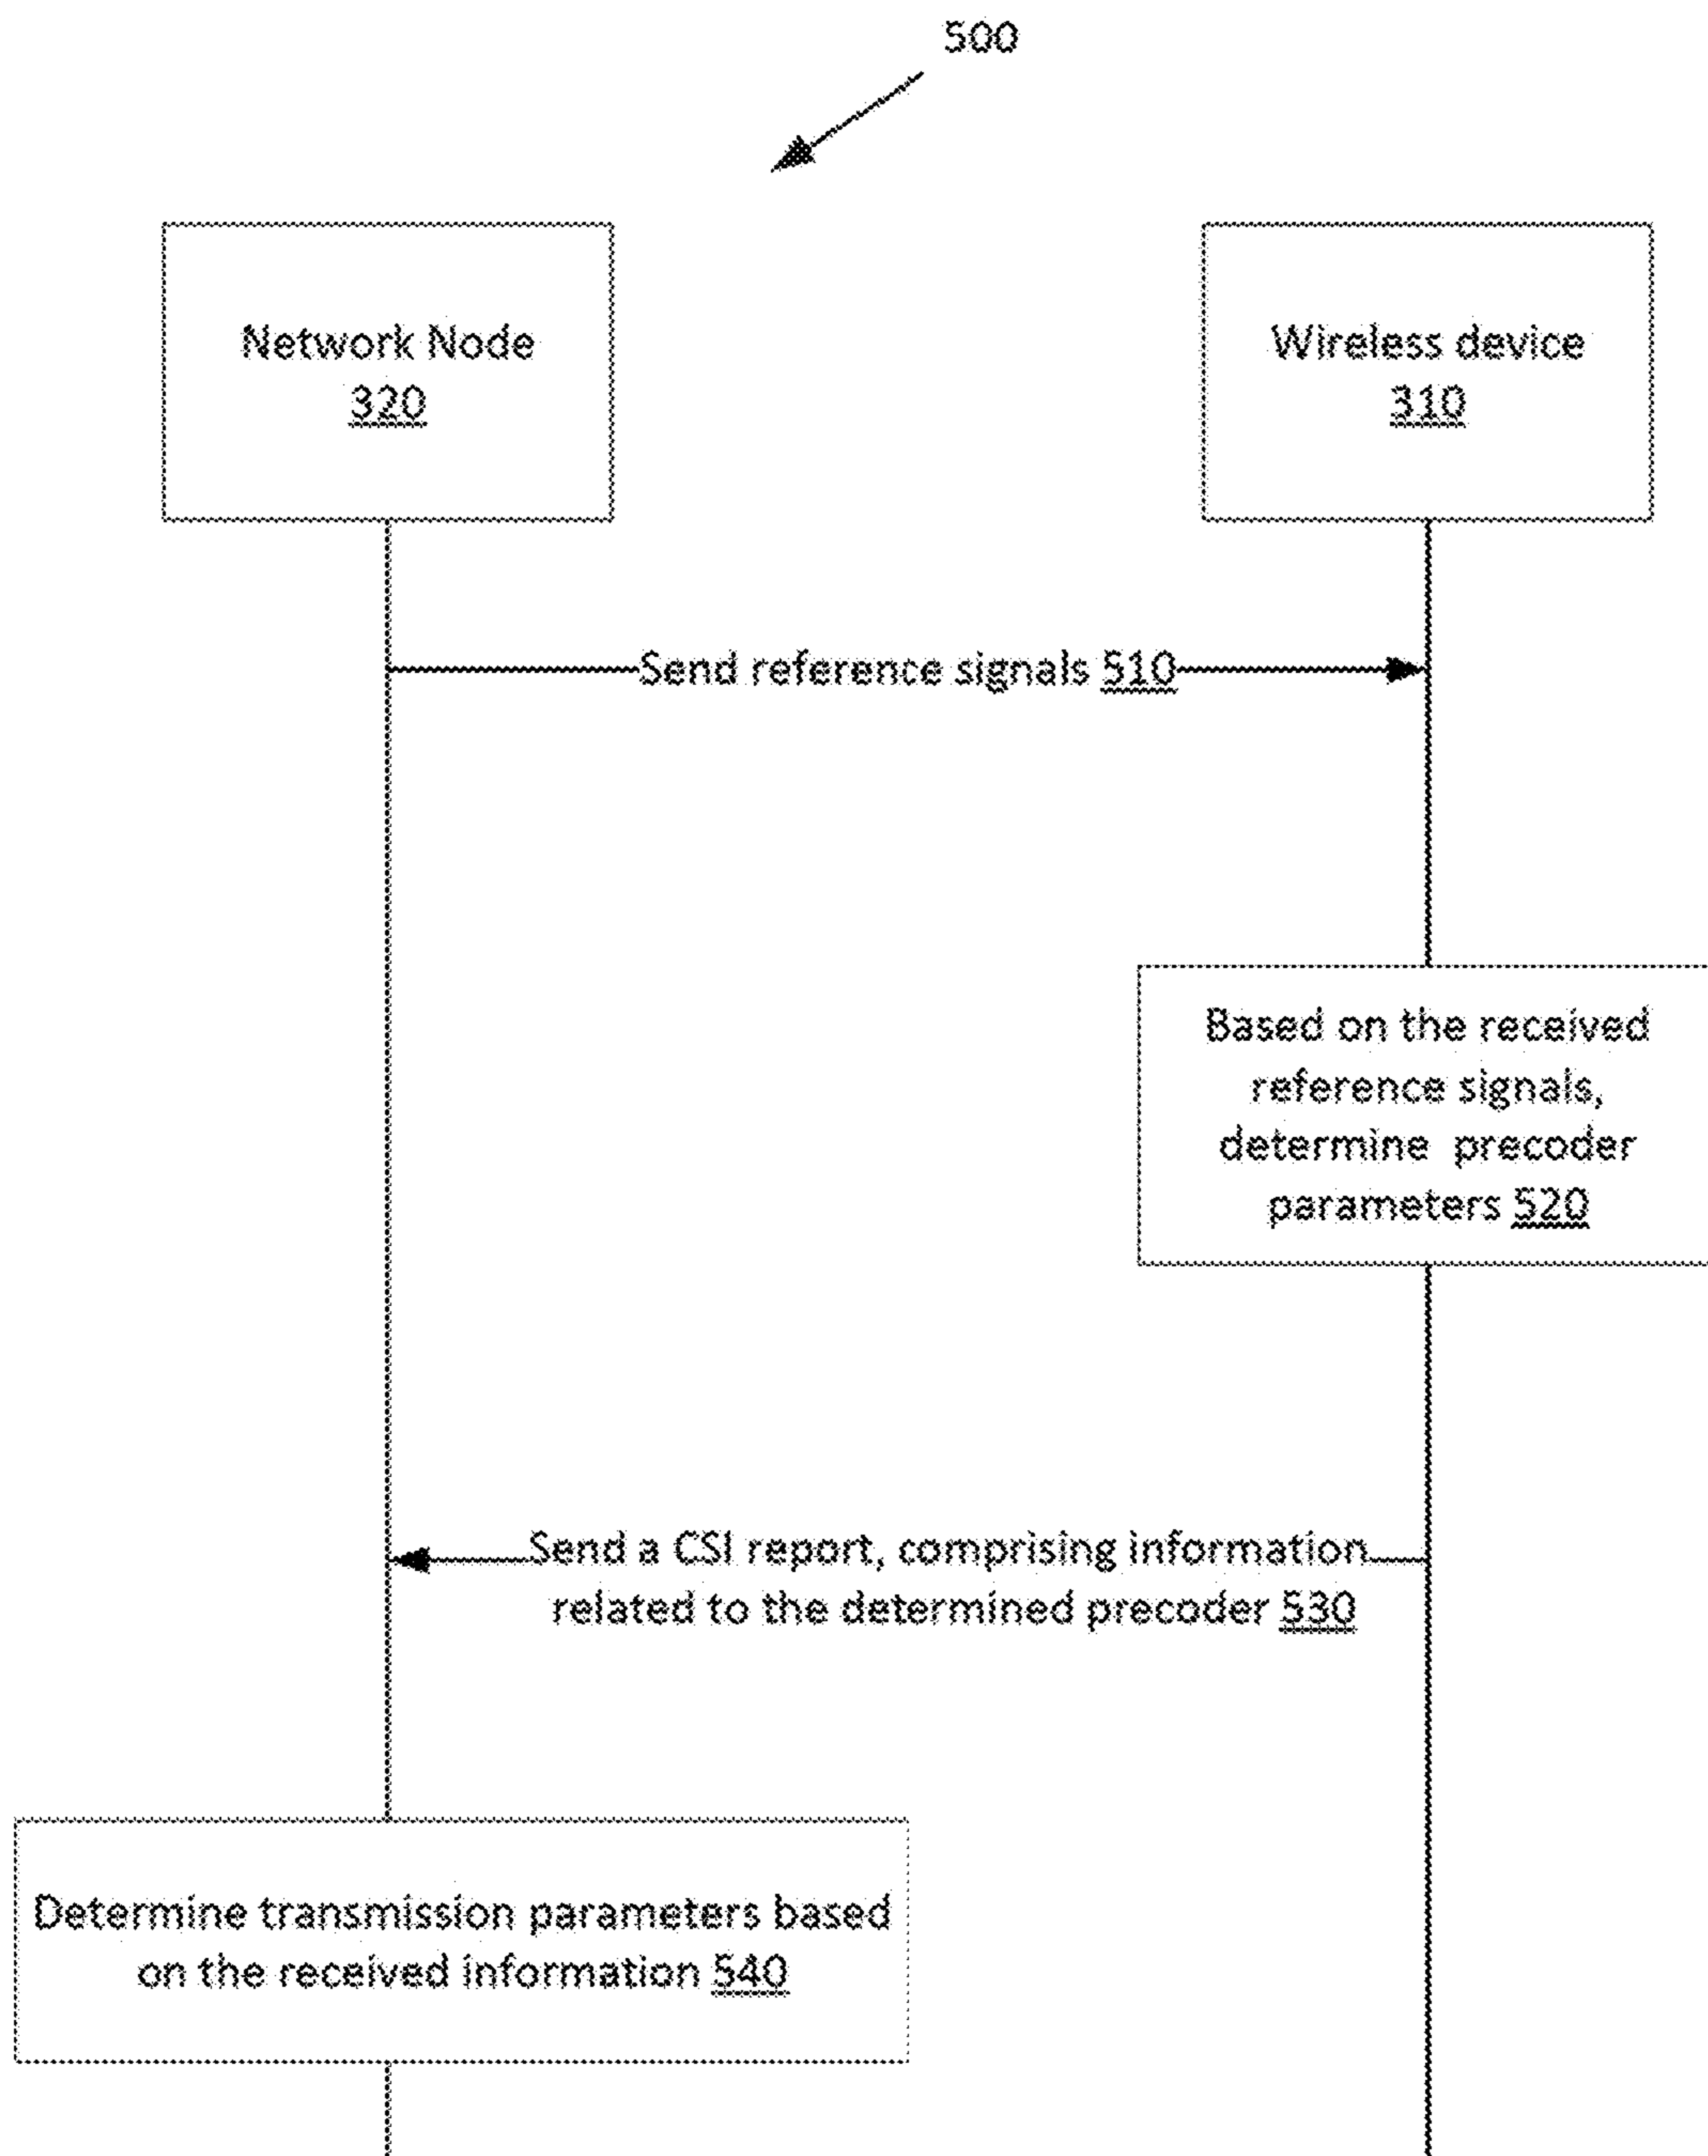 500
Network Node
320
Wireless device
310
Send reference signals 510
Based on the received
reference signals,
determine precoder
parameters 520
Send a CSI report, comprising information
related to the determined precoder 530
Determine transmission parameters based
on the received information 540